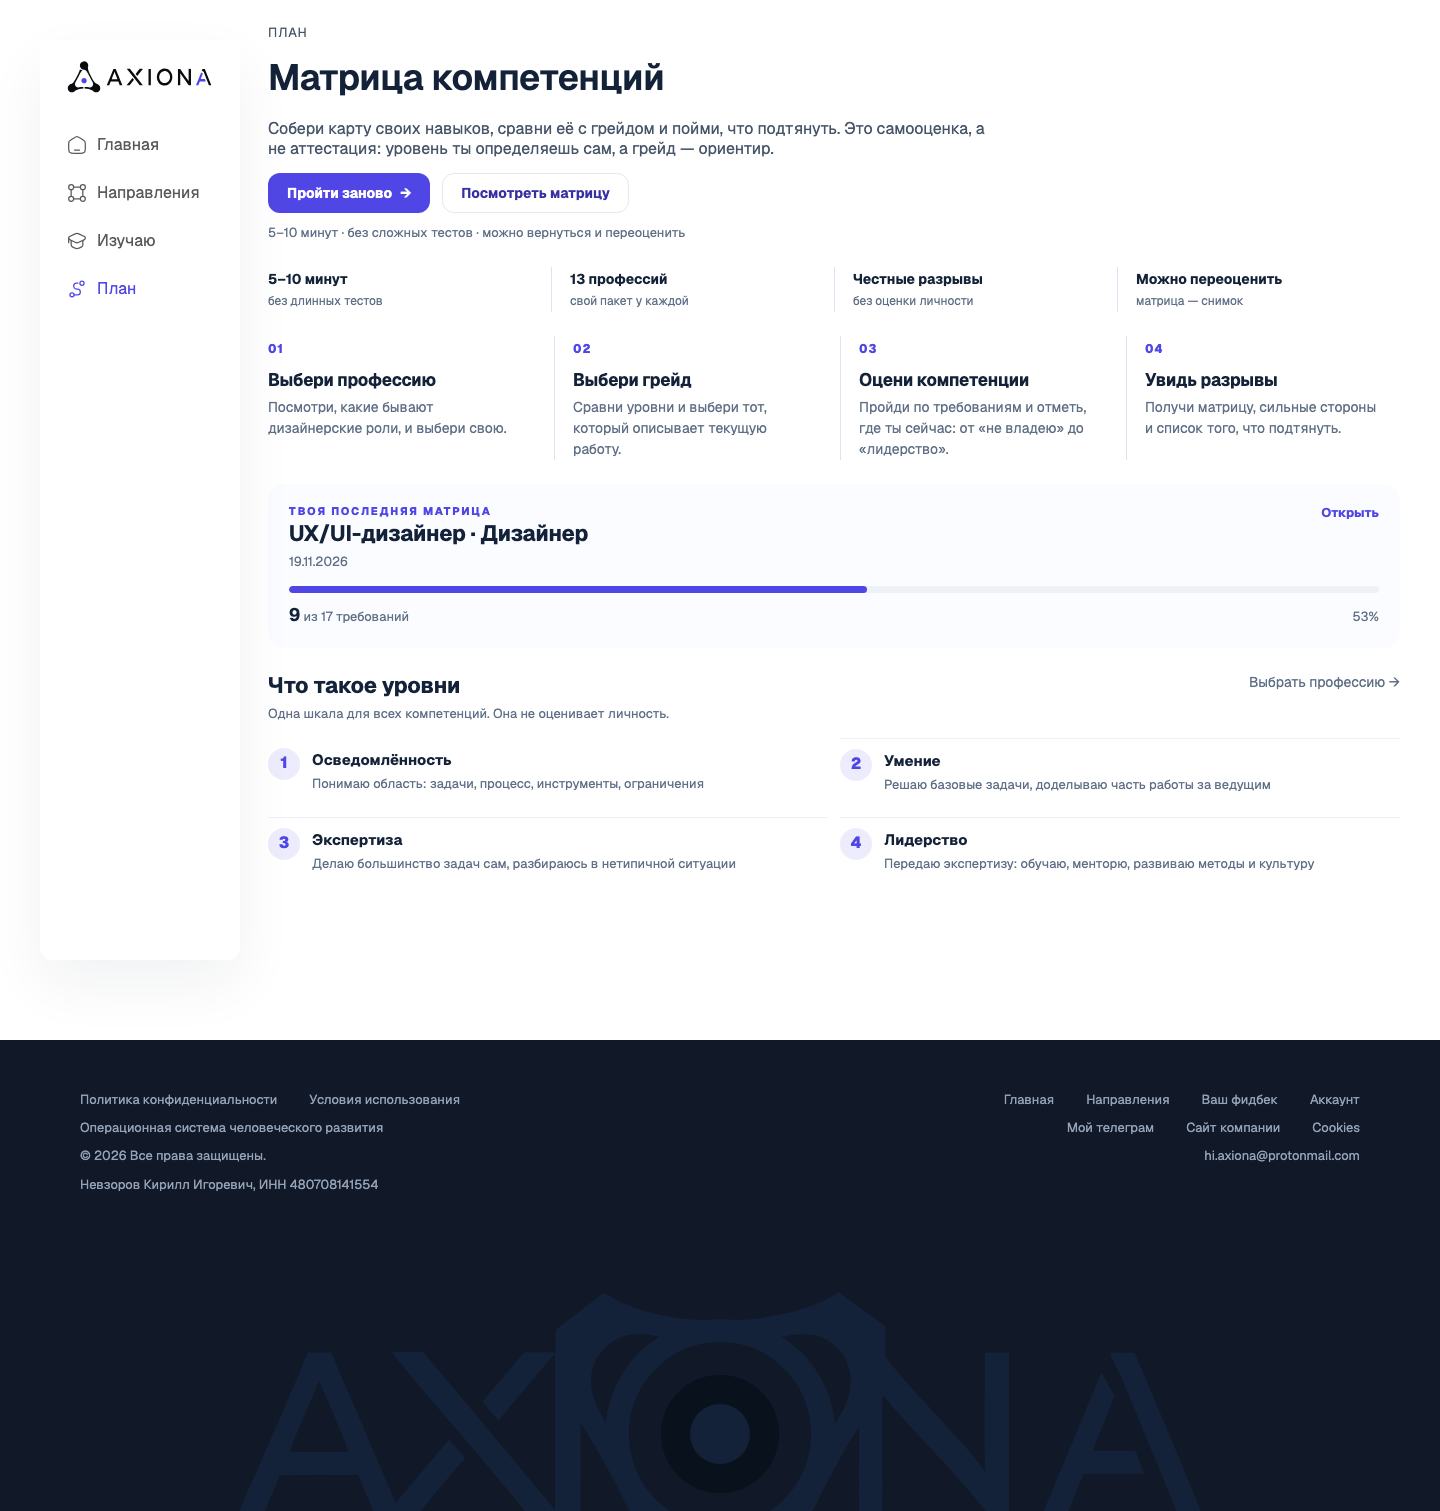 ПЛАН
AXIONA
Матрица компетенций
Главная
Направления
Изучаю
План
Собери карту своих навыков, сравни её с грейдом и пойми, что подтянуть. Это самооценка, а
не аттестация: уровень ты определяешь сам, а грейд — ориентир.
Пройти заново →
Посмотреть матрицу
5–10 минут · без сложных тестов · можно вернуться и переоценить
5–10 минут
без длинных тестов
13 профессий
свой пакет у каждой
Честные разрывы
без оценки личности
Можно переоценить
матрица — снимок
01
Выбери профессию
Посмотри, какие бывают
дизайнерские роли, и выбери свою.
02
Выбери грейд
Сравни уровни и выбери тот,
который описывает текущую
работу.
03
Оцени компетенции
Пройди по требованиям и отметь,
где ты сейчас: от «не владею» до
«лидерство».
04
Увидь разрывы
Получи матрицу, сильные стороны
и список того, что подтянуть.
ТВОЯ ПОСЛЕДНЯЯ МАТРИЦА
Открыть
UX/UI-дизайнер · Дизайнер
19.11.2026
9 из 17 требований
53%
Что такое уровни
Выбрать профессию →
Одна шкала для всех компетенций. Она не оценивает личность.
1
Осведомлённость
Понимаю область: задачи, процесс, инструменты, ограничения
2
Умение
Решаю базовые задачи, доделываю часть работы за ведущим
3
Экспертиза
Делаю большинство задач сам, разбираюсь в нетипичной ситуации
4
Лидерство
Передаю экспертизу: обучаю, менторю, развиваю методы и культуру
Политика конфиденциальности
Условия использования
Операционная система человеческого развития
© 2026 Все права защищены.
Невзоров Кирилл Игоревич, ИНН 480708141554
Главная
Направления
Ваш фидбек
Аккаунт
Мой телеграм
Сайт компании
Cookies
hi.axiona@protonmail.com
AXIONA